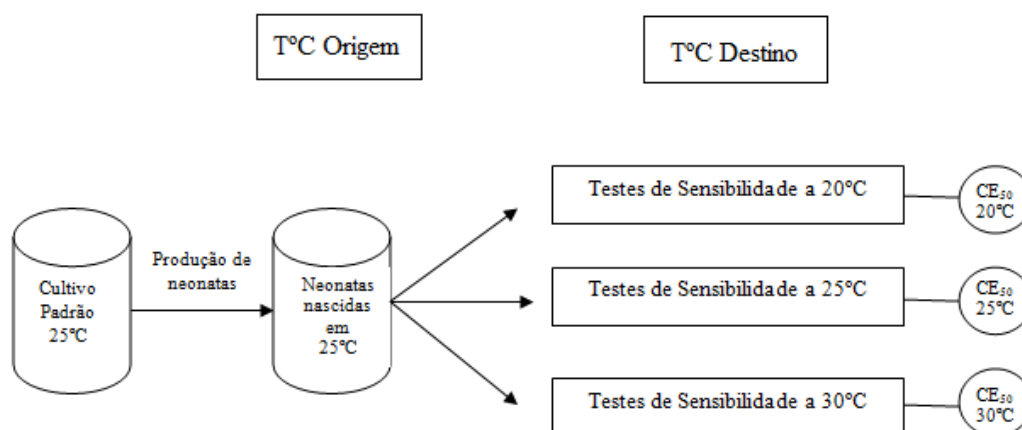 TºC Origem
TºC Destino
Cultivo
Padrão
25ºC
Produção de
neonatas
Neonatas
nascidas
em
25ºC
Testes de Sensibilidade a 20ºC
CE₅₀
20ºC
Testes de Sensibilidade a 25ºC
CE₅₀
25ºC
Testes de Sensibilidade a 30ºC
CE₅₀
30ºC